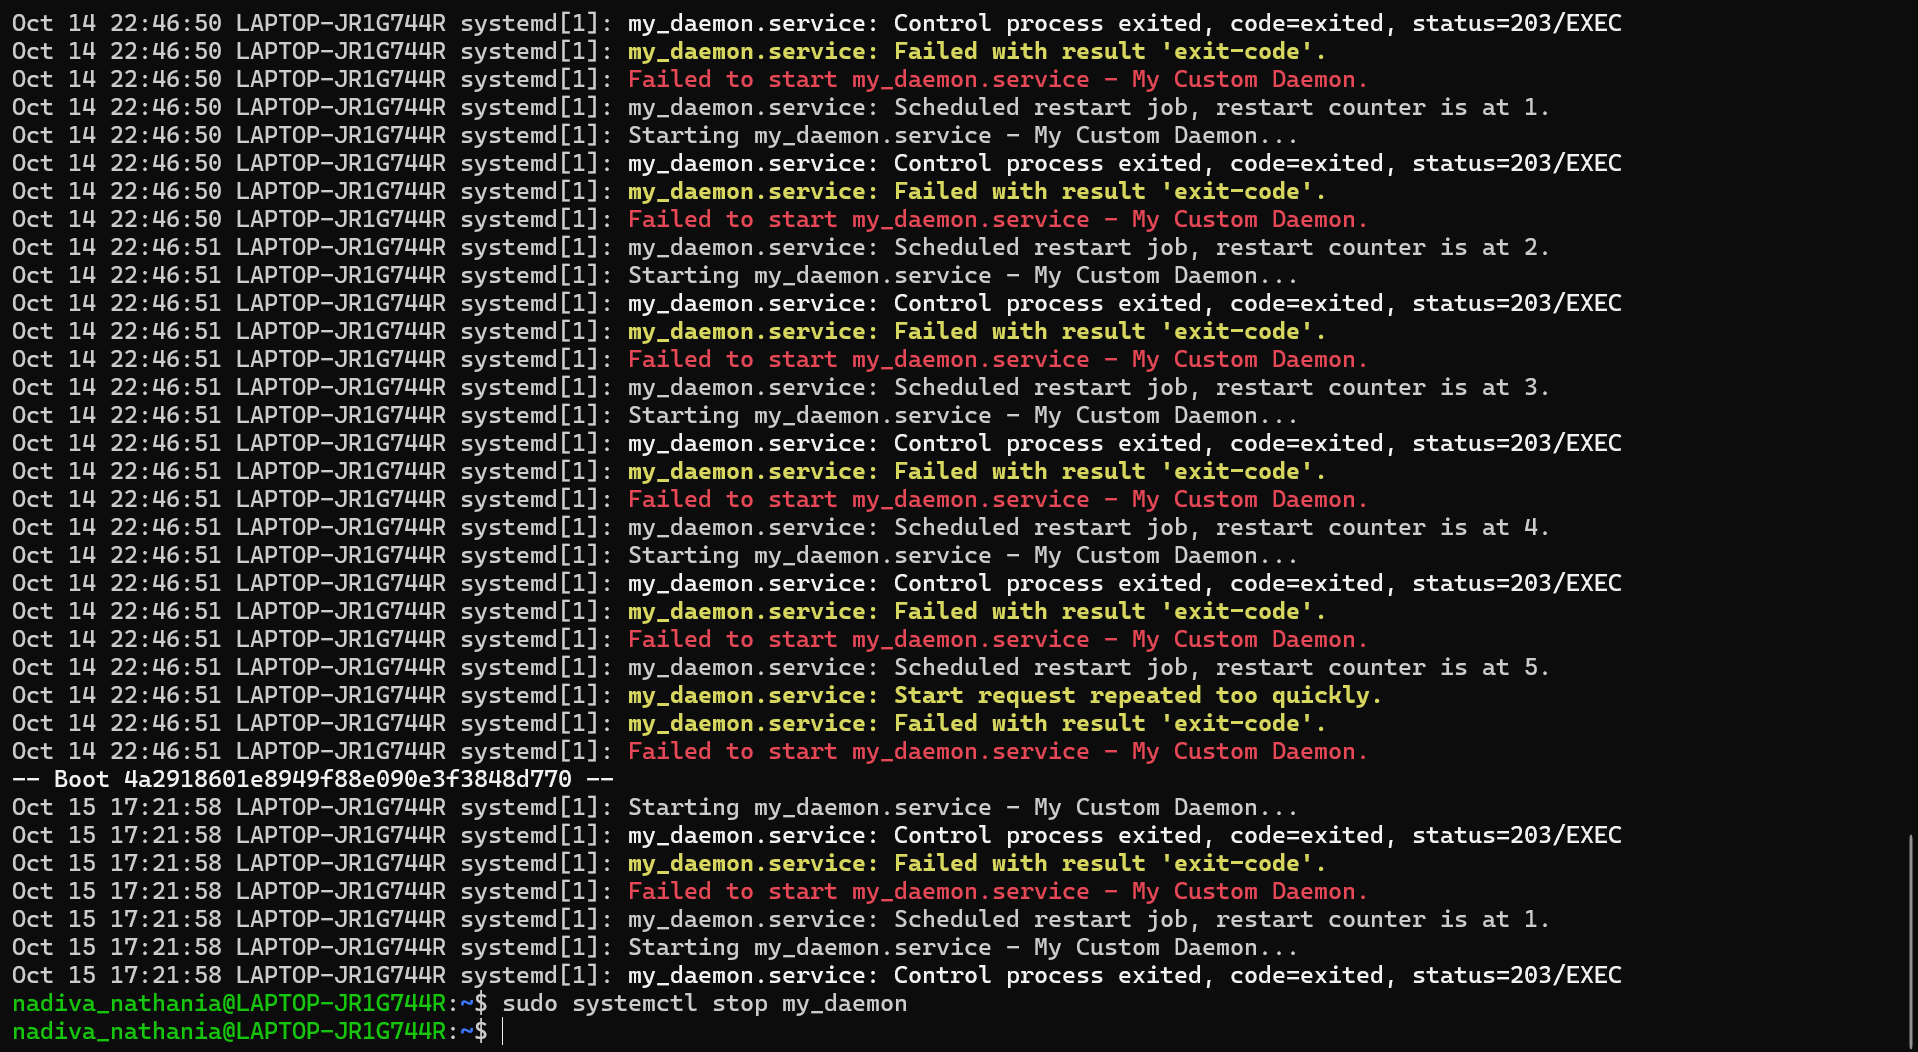 Oct 14 22:46:50 LAPTOP-JR1G744R systemd[1]: my_daemon.service: Control process exited, code=exited, status=203/EXEC
Oct 14 22:46:50 LAPTOP-JR1G744R systemd[1]: my_daemon.service: Failed with result 'exit-code'.
Oct 14 22:46:50 LAPTOP-JR1G744R systemd[1]: Failed to start my_daemon.service - My Custom Daemon.
Oct 14 22:46:50 LAPTOP-JR1G744R systemd[1]: my_daemon.service: Scheduled restart job, restart counter is at 1.
Oct 14 22:46:50 LAPTOP-JR1G744R systemd[1]: Starting my_daemon.service - My Custom Daemon...
Oct 14 22:46:50 LAPTOP-JR1G744R systemd[1]: my_daemon.service: Control process exited, code=exited, status=203/EXEC
Oct 14 22:46:50 LAPTOP-JR1G744R systemd[1]: my_daemon.service: Failed with result 'exit-code'.
Oct 14 22:46:50 LAPTOP-JR1G744R systemd[1]: Failed to start my_daemon.service - My Custom Daemon.
Oct 14 22:46:51 LAPTOP-JR1G744R systemd[1]: my_daemon.service: Scheduled restart job, restart counter is at 2.
Oct 14 22:46:51 LAPTOP-JR1G744R systemd[1]: Starting my_daemon.service - My Custom Daemon...
Oct 14 22:46:51 LAPTOP-JR1G744R systemd[1]: my_daemon.service: Control process exited, code=exited, status=203/EXEC
Oct 14 22:46:51 LAPTOP-JR1G744R systemd[1]: my_daemon.service: Failed with result 'exit-code'.
Oct 14 22:46:51 LAPTOP-JR1G744R systemd[1]: Failed to start my_daemon.service - My Custom Daemon.
Oct 14 22:46:51 LAPTOP-JR1G744R systemd[1]: my_daemon.service: Scheduled restart job, restart counter is at 3.
Oct 14 22:46:51 LAPTOP-JR1G744R systemd[1]: Starting my_daemon.service - My Custom Daemon...
Oct 14 22:46:51 LAPTOP-JR1G744R systemd[1]: my_daemon.service: Control process exited, code=exited, status=203/EXEC
Oct 14 22:46:51 LAPTOP-JR1G744R systemd[1]: my_daemon.service: Failed with result 'exit-code'.
Oct 14 22:46:51 LAPTOP-JR1G744R systemd[1]: Failed to start my_daemon.service - My Custom Daemon.
Oct 14 22:46:51 LAPTOP-JR1G744R systemd[1]: my_daemon.service: Scheduled restart job, restart counter is at 4.
Oct 14 22:46:51 LAPTOP-JR1G744R systemd[1]: Starting my_daemon.service - My Custom Daemon...
Oct 14 22:46:51 LAPTOP-JR1G744R systemd[1]: my_daemon.service: Control process exited, code=exited, status=203/EXEC
Oct 14 22:46:51 LAPTOP-JR1G744R systemd[1]: my_daemon.service: Failed with result 'exit-code'.
Oct 14 22:46:51 LAPTOP-JR1G744R systemd[1]: Failed to start my_daemon.service - My Custom Daemon.
Oct 14 22:46:51 LAPTOP-JR1G744R systemd[1]: my_daemon.service: Scheduled restart job, restart counter is at 5.
Oct 14 22:46:51 LAPTOP-JR1G744R systemd[1]: my_daemon.service: Start request repeated too quickly.
Oct 14 22:46:51 LAPTOP-JR1G744R systemd[1]: my_daemon.service: Failed with result 'exit-code'.
Oct 14 22:46:51 LAPTOP-JR1G744R systemd[1]: Failed to start my_daemon.service - My Custom Daemon.
-- Boot 4a2918601e8949f88e090e3f3848d770 --
Oct 15 17:21:58 LAPTOP-JR1G744R systemd[1]: Starting my_daemon.service - My Custom Daemon...
Oct 15 17:21:58 LAPTOP-JR1G744R systemd[1]: my_daemon.service: Control process exited, code=exited, status=203/EXEC
Oct 15 17:21:58 LAPTOP-JR1G744R systemd[1]: my_daemon.service: Failed with result 'exit-code'.
Oct 15 17:21:58 LAPTOP-JR1G744R systemd[1]: Failed to start my_daemon.service - My Custom Daemon.
Oct 15 17:21:58 LAPTOP-JR1G744R systemd[1]: my_daemon.service: Scheduled restart job, restart counter is at 1.
Oct 15 17:21:58 LAPTOP-JR1G744R systemd[1]: Starting my_daemon.service - My Custom Daemon...
Oct 15 17:21:58 LAPTOP-JR1G744R systemd[1]: my_daemon.service: Control process exited, code=exited, status=203/EXEC
nadiva_nathania@LAPTOP-JR1G744R:~$ sudo systemctl stop my_daemon
nadiva_nathania@LAPTOP-JR1G744R:~$